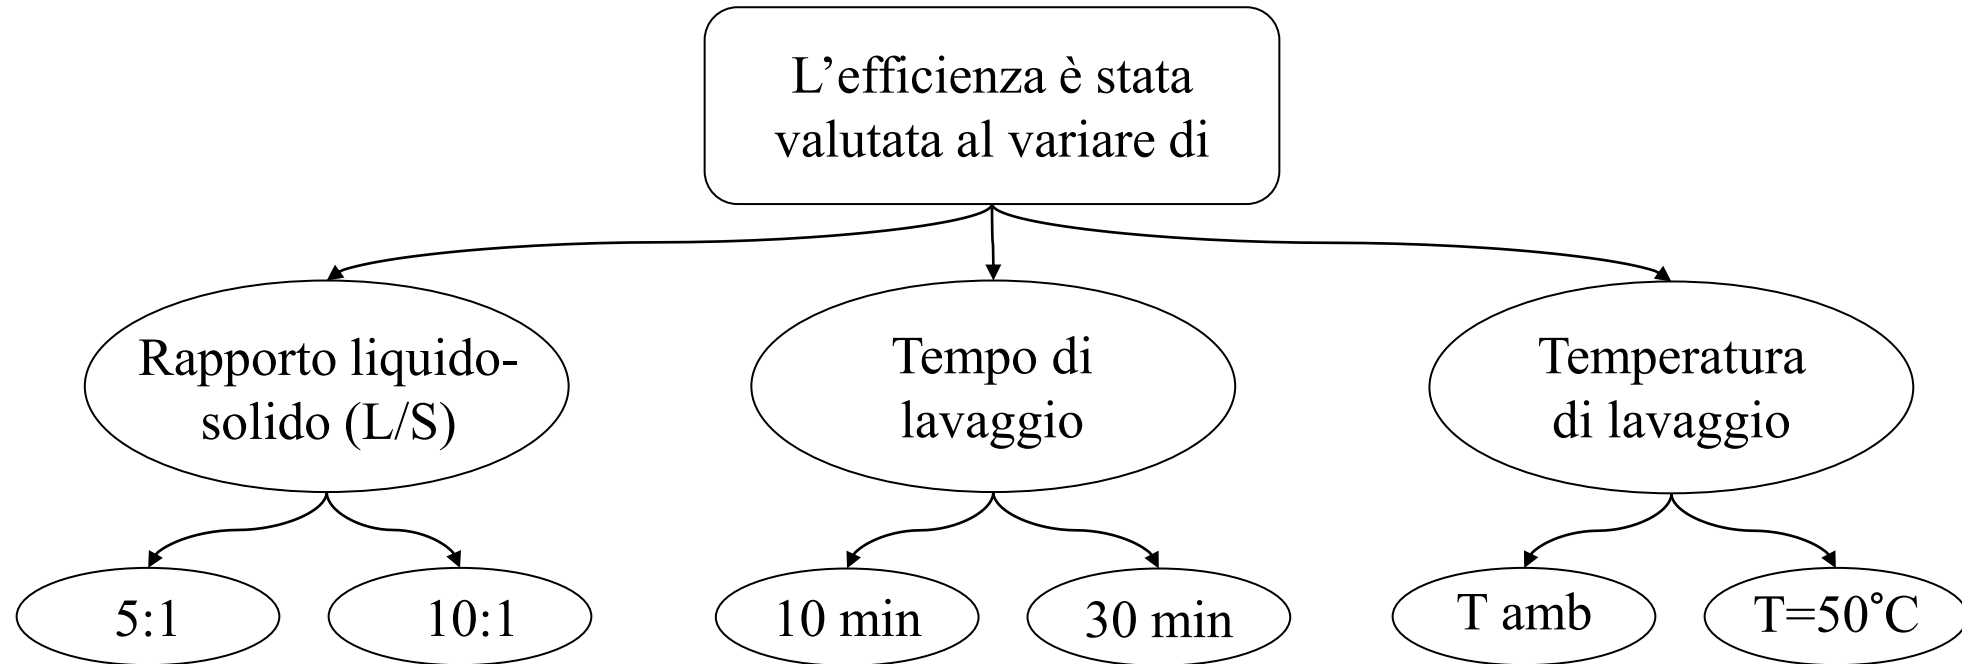 L’efficienza è stata
valutata al variare di
Rapporto liquido-
solido (L/S)
Tempo di
lavaggio
Temperatura
di lavaggio
5:1
10:1
10 min
30 min
T amb
T=50°C